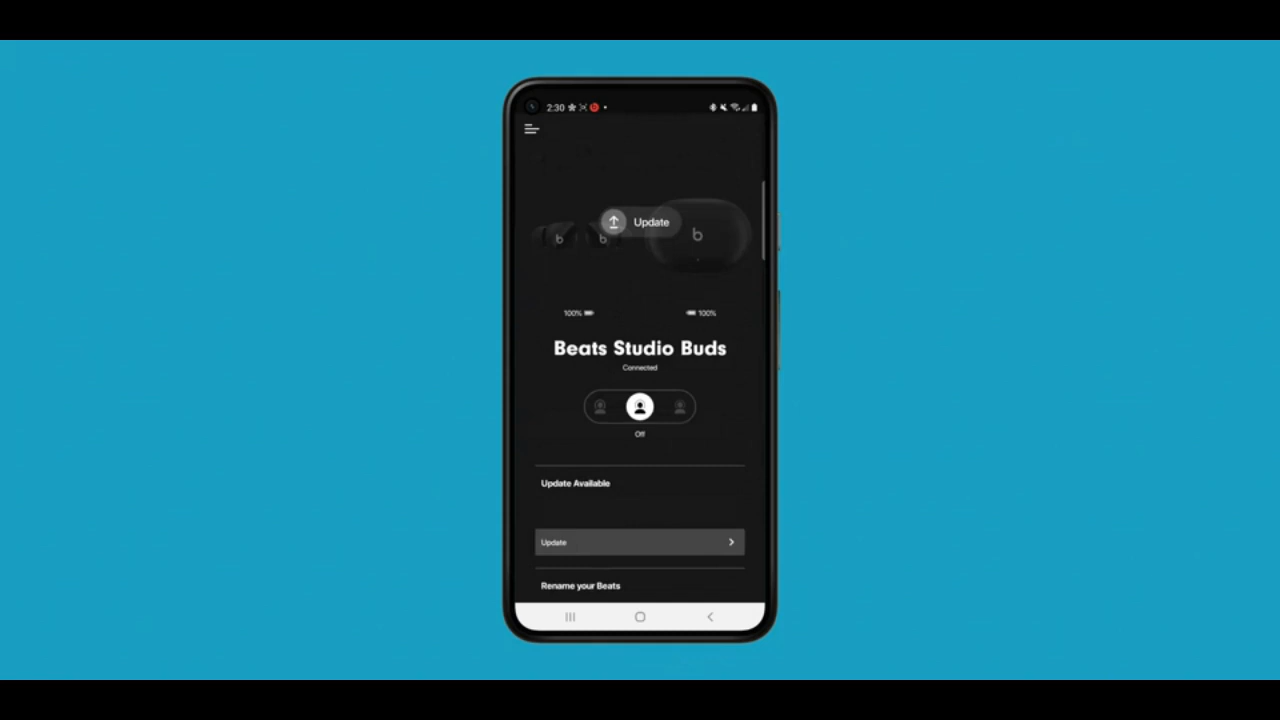 2:30
Update
b b b
100% 100%
Beats Studio Buds
Connected
Off
Update Available
Update
Rename your Beats